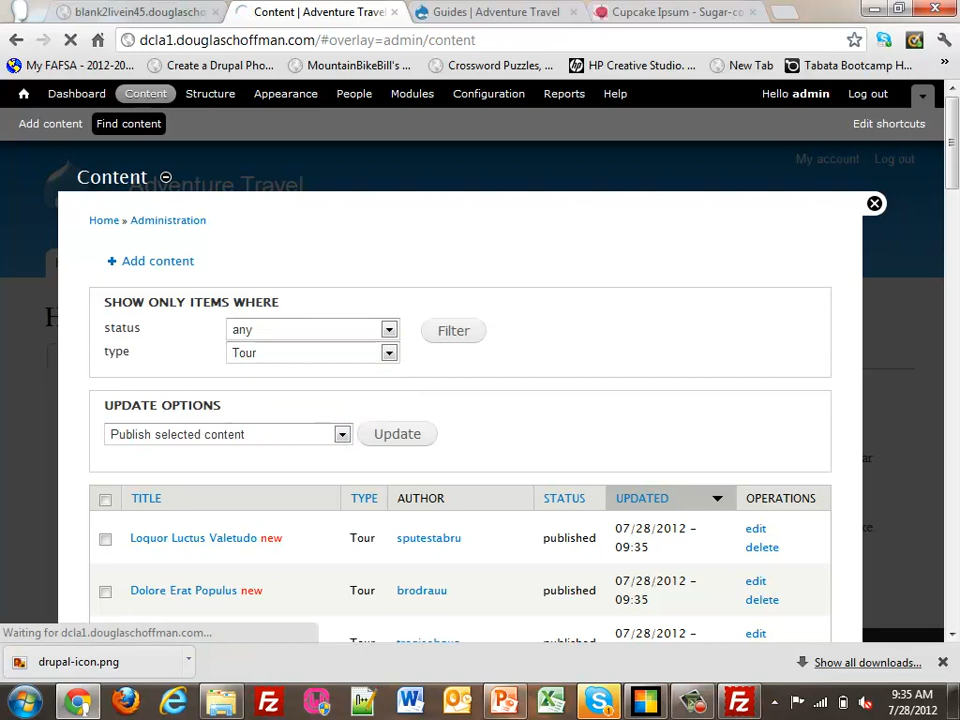 blank2livein45.douglascho
Content | Adventure Travel
Guides | Adventure Travel
Cupcake Ipsum - Sugar-co
dcla1.douglaschoffman.com/#overlay=admin/content
My FAFSA - 2012-20...
Create a Drupal Pho...
MountainBikeBill's ...
Crossword Puzzles, ...
HP Creative Studio. ...
New Tab
Tabata Bootcamp H...
»
Dashboard Content Structure Appearance People Modules Configuration Reports Help Hello admin Log out
Add content Find content Edit shortcuts
My account Log out
Content
Adventure Travel
Home » Administration
+ Add content
SHOW ONLY ITEMS WHERE
status any Filter
type Tour
UPDATE OPTIONS
Publish selected content Update
TITLE TYPE AUTHOR STATUS UPDATED OPERATIONS
Loquor Luctus Valetudo new Tour sputestabru published 07/28/2012 – 09:35 edit delete
Dolore Erat Populus new Tour brodrauu published 07/28/2012 – 09:35 edit delete
07/28/2012 – edit
Waiting for dcla1.douglaschoffman.com...
drupal-icon.png
Show all downloads...
9:35 AM
7/28/2012